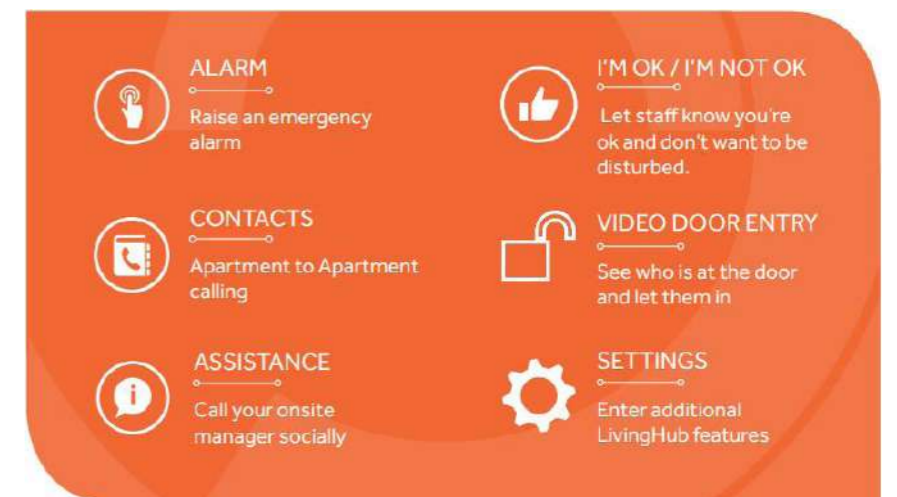 ALARM
Raise an emergency
alarm
I'M OK / I'M NOT OK
Let staff know you're
ok and don't want to be
disturbed.
CONTACTS
Apartment to Apartment
calling
VIDEO DOOR ENTRY
See who is at the door
and let them in
ASSISTANCE
Call your onsite
manager socially
SETTINGS
Enter additional
LivingHub features